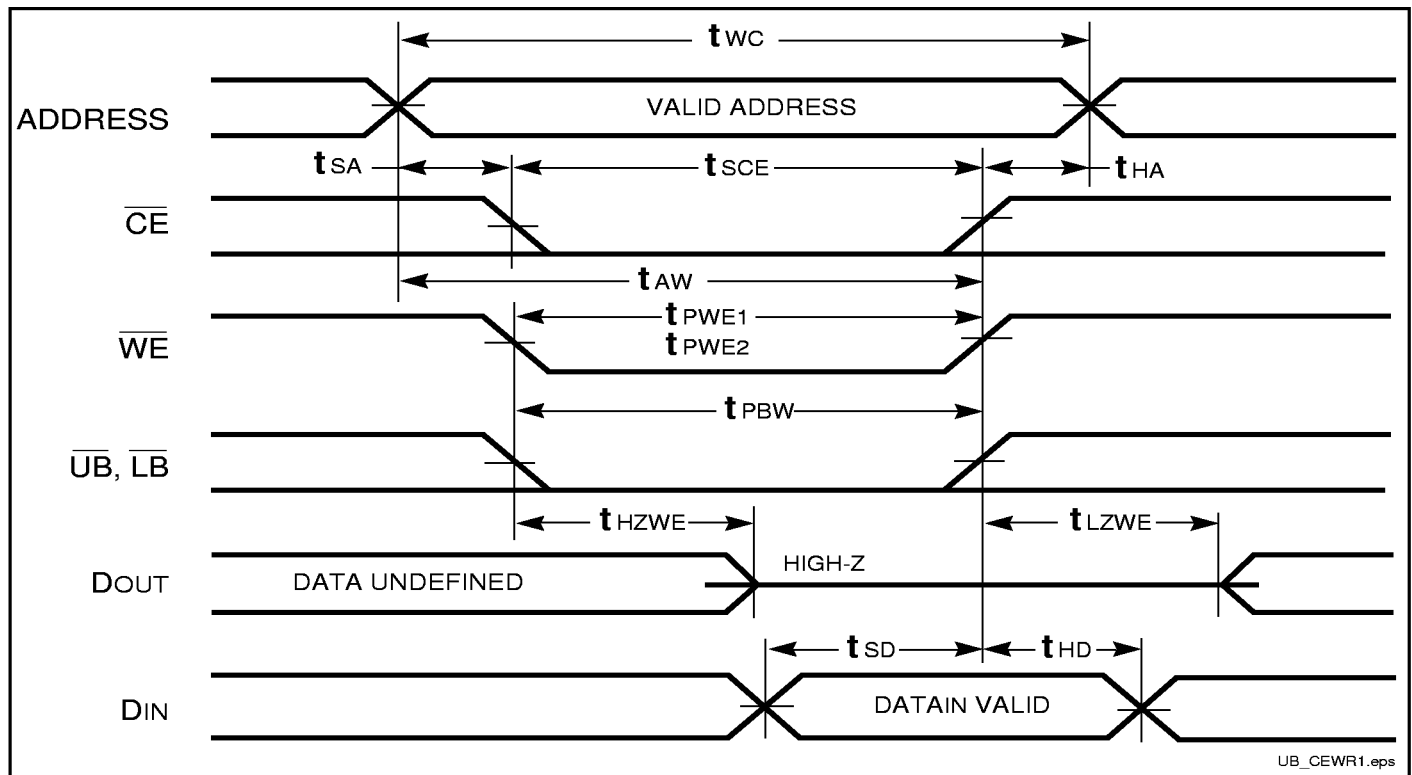 tWC
ADDRESS
VALID ADDRESS
tSA
tSCE
tHA
CE
tAW
WE
tPWE1
tPWE2
tPBW
UB, LB
tHZWE
tLZWE
DOUT
DATA UNDEFINED
HIGH-Z
tSD
tHD
DIN
DATAIN VALID
UB_CEWR1.eps